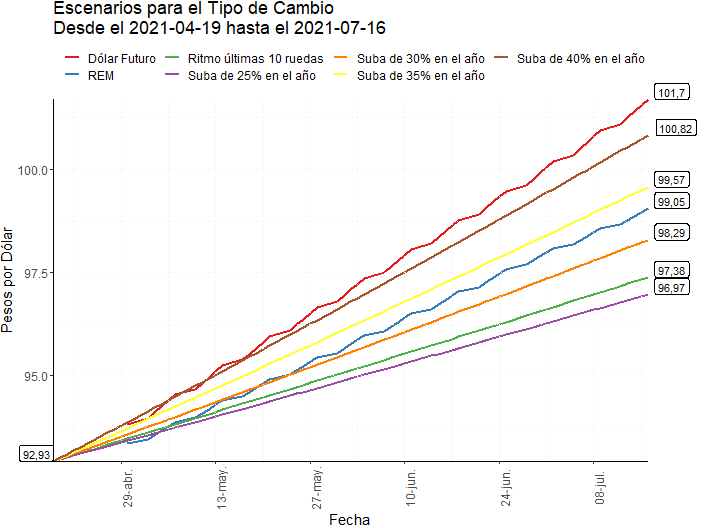 Escenarios para el Tipo de Cambio
Desde el 2021-04-19 hasta el 2021-07-16
Dólar Futuro
Ritmo últimas 10 ruedas
Suba de 30% en el año
Suba de 40% en el año
REM
Suba de 25% en el año
Suba de 35% en el año
101,7
100,82
100.0
99,57
99,05
98,29
97.5
97,38
96,97
95.0
92,93
Pesos por Dólar
29-abr.
13-may.
27-may.
10-jun.
24-jun.
08-jul.
Fecha